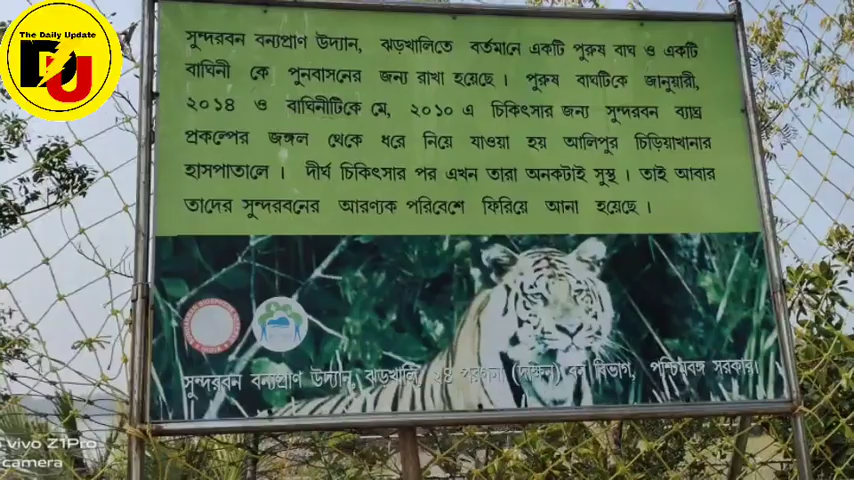 The Daily Update
DU
সুন্দরবন বন্যপ্রাণ উদ্যান, ঝড়খালিতে বর্তমানে একটি পুরুষ বাঘ ও একটি
বাঘিনী কে পুনবাসনের জন্য রাখা হয়েছে। পুরুষ বাঘটিকে জানুয়ারী,
২০১৪ ও বাঘিনীটিকে মে, ২০১০ এ চিকিৎসার জন্য সুন্দরবন ব্যাঘ্র
প্রকল্পের জঙ্গল থেকে ধরে নিয়ে যাওয়া হয় আলিপুর চিড়িয়াখানার
হাসপাতালে। দীর্ঘ চিকিৎসার পর এখন তারা অনকটাই সুস্থ। তাই আবার
তাদের সুন্দরবনের আরণ্যক পরিবেশে ফিরিয়ে আনা হয়েছে।
সুন্দরবন বন্যপ্রাণ উদ্যান, ঝড়খালি, ২৪ পরগনা (দক্ষিন) বন বিভাগ, পশ্চিমবঙ্গ সরকার।
vivo Z1Pro
camera